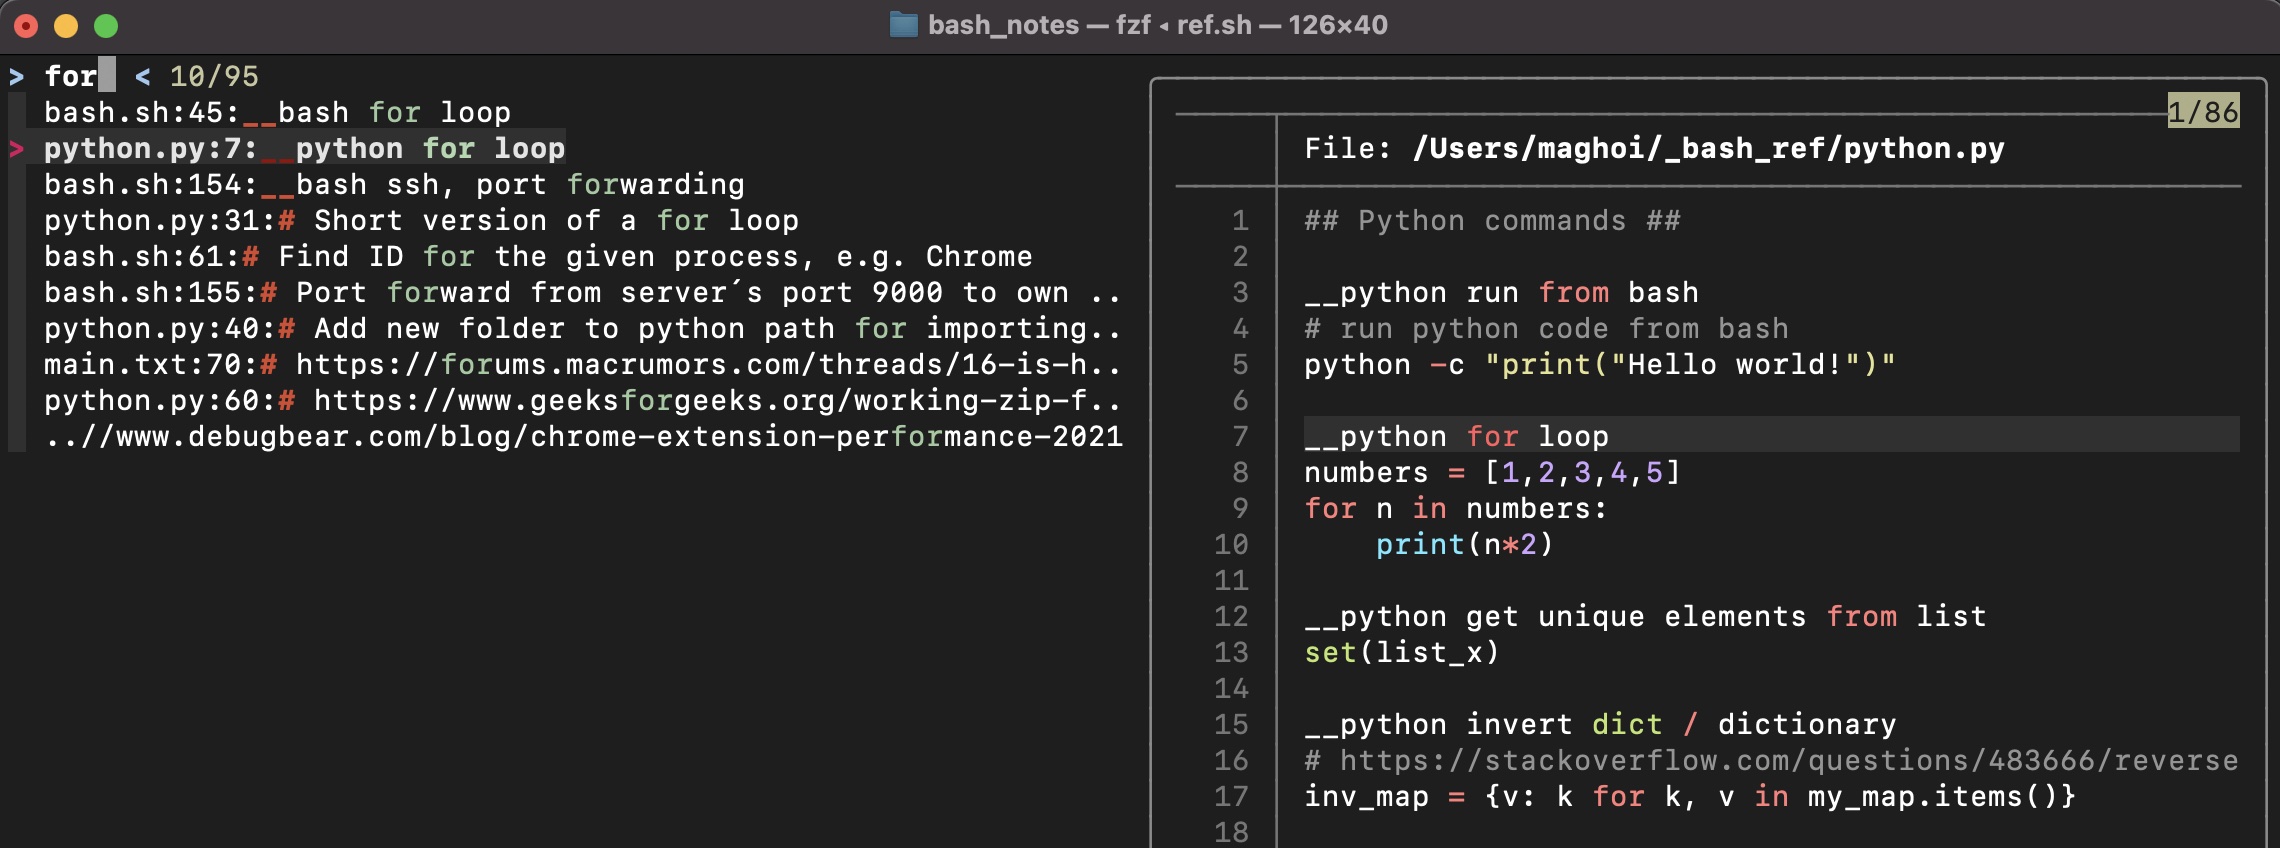 bash_notes — fzf ◂ ref.sh — 126×40
> for < 10/95
bash.sh:45:__bash for loop
> python.py:7:__python for loop
bash.sh:154:__bash ssh, port forwarding
python.py:31:# Short version of a for loop
bash.sh:61:# Find ID for the given process, e.g. Chrome
bash.sh:155:# Port forward from server´s port 9000 to own ..
python.py:40:# Add new folder to python path for importing..
main.txt:70:# https://forums.macrumors.com/threads/16-is-h..
python.py:60:# https://www.geeksforgeeks.org/working-zip-f..
..//www.debugbear.com/blog/chrome-extension-performance-2021
1/86
File: /Users/maghoi/_bash_ref/python.py
1 ## Python commands ##
2
3 __python run from bash
4 # run python code from bash
5 python -c "print("Hello world!")"
6
7 __python for loop
8 numbers = [1,2,3,4,5]
9 for n in numbers:
10     print(n*2)
11
12 __python get unique elements from list
13 set(list_x)
14
15 __python invert dict / dictionary
16 # https://stackoverflow.com/questions/483666/reverse
17 inv_map = {v: k for k, v in my_map.items()}
18